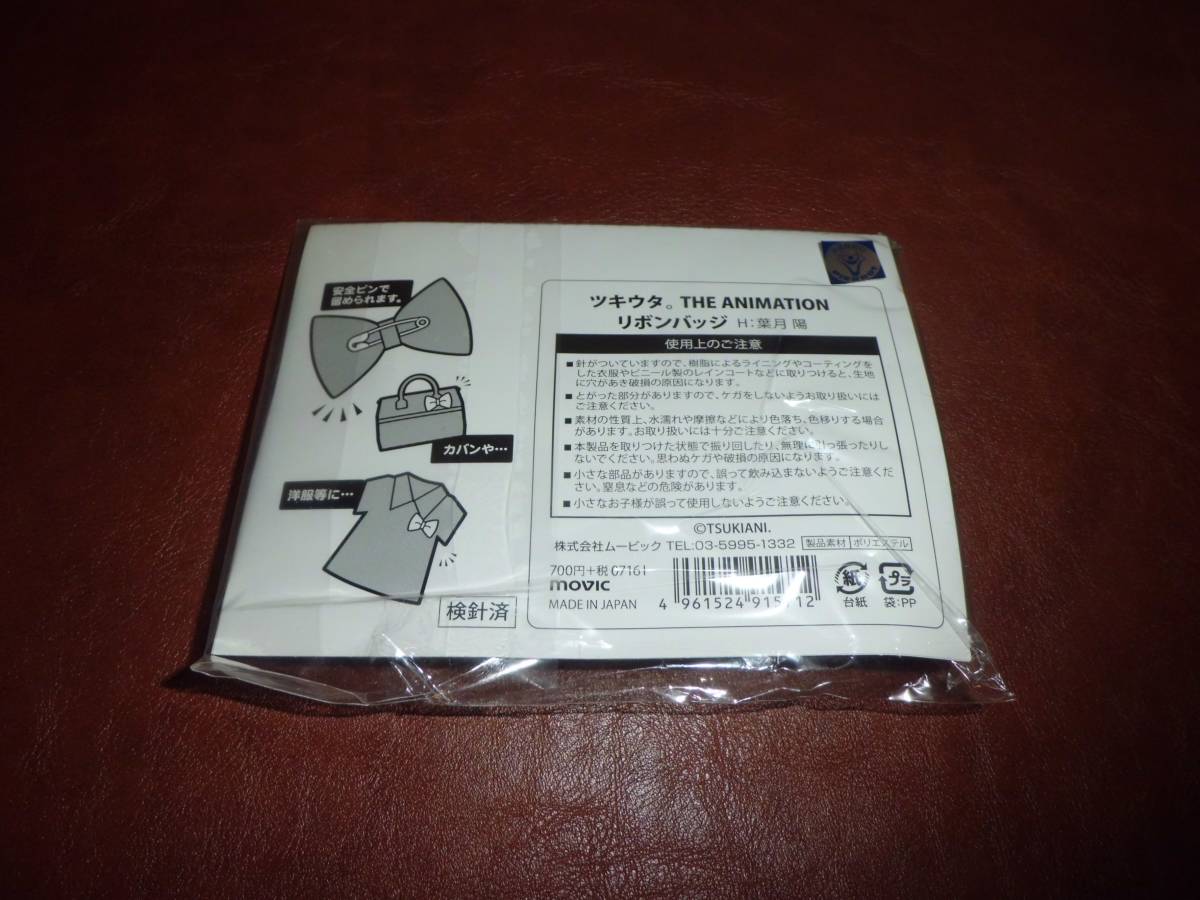 安全ピンで
留められます。
カバンや…
洋服等に…
検針済
ツキウタ。THE ANIMATION
リボンバッジ H:葉月 陽
使用上のご注意
■針がついていますので、樹脂によるライニングやコーティングを
した衣服やビニール製のレインコートなどに取りつけると、生地
に穴があき破損の原因になります。
■とがった部分がありますので、ケガをしないようお取り扱いには
ご注意ください。
■素材の性質上、水濡れや摩擦などにより色落ち、色移りする場合
があります。お取り扱いには十分ご注意ください。
■本製品を取りつけた状態で振り回したり、無理に引っ張ったりし
ないでください。思わぬケガや破損の原因になります。
■小さな部品がありますので、誤って飲み込まないようご注意くだ
さい。窒息などの危険があります。
■小さなお子様が誤って使用しないようご注意ください。
©TSUKIANI.
株式会社ムービック TEL:03-5995-1332 製品素材 ポリエステル
700円+税 07161
movic
MADE IN JAPAN
4 961524 915712
紙 プラ
台紙 袋:PP